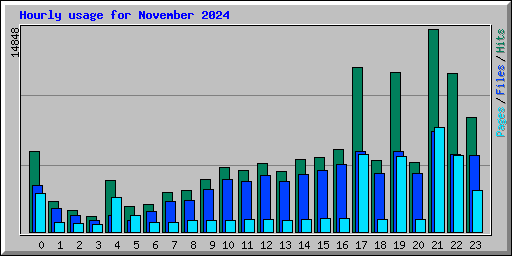 Hourly usage for November 2024
14848
Pages/Files/Hits
0 1 2 3 4 5 6 7 8 9 10 11 12 13 14 15 16 17 18 19 20 21 22 23